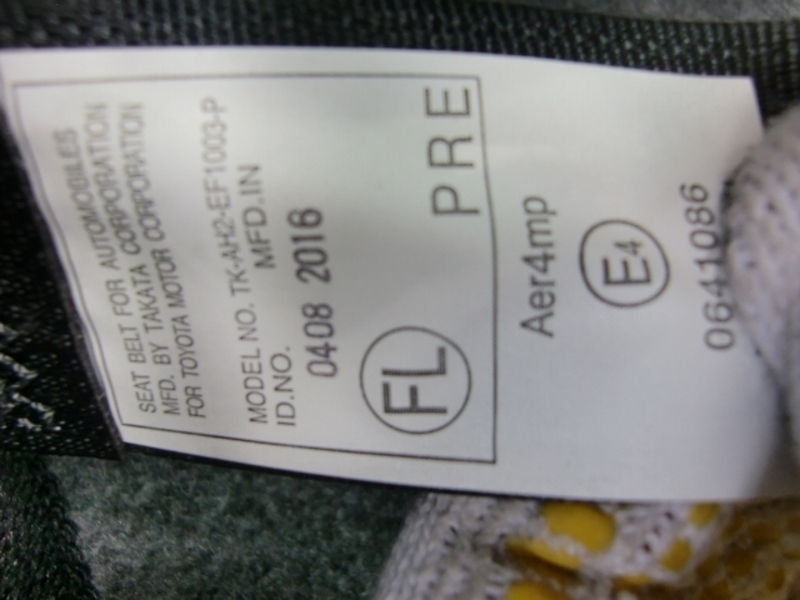 SEAT BELT FOR AUTOMOBILES
MFD. BY TAKATA CORPORATION
FOR TOYOTA MOTOR CORPORATION
MODEL NO. TK-AH2-EF1003-P
ID.NO. MFD.IN
0408 2016
FL PRE
Aer4mp
E4
0641086